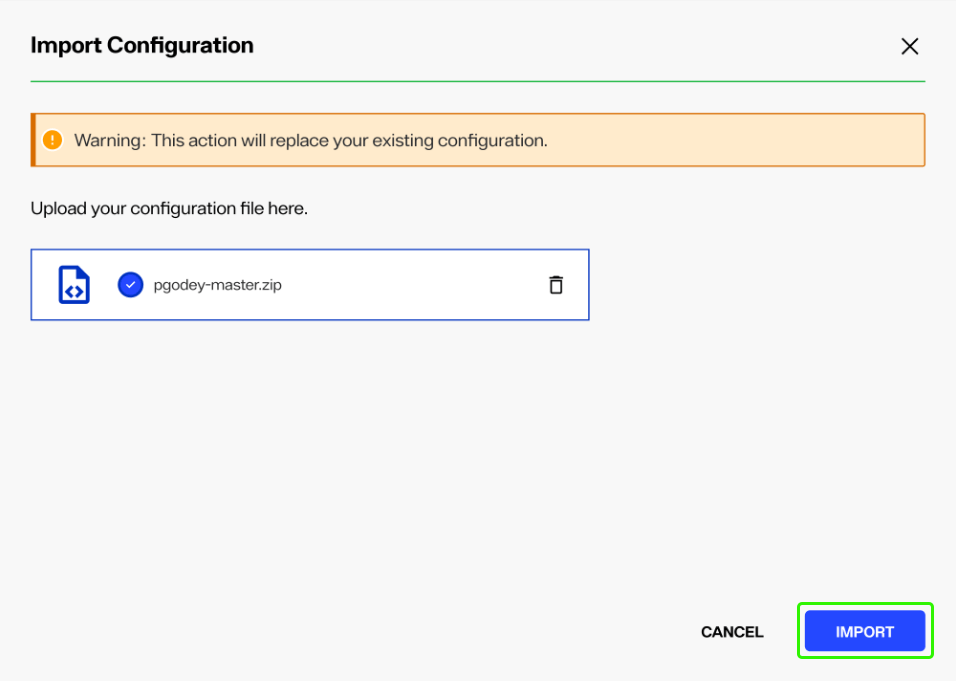 Import Configuration
Warning: This action will replace your existing configuration.
Upload your configuration file here.
pgodey-master.zip
CANCEL
IMPORT